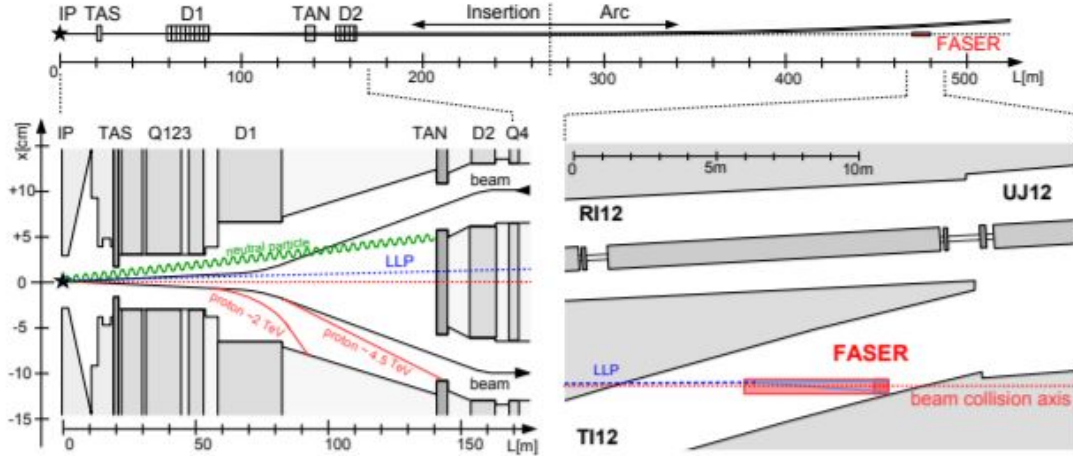 IP TAS D1 TAN D2 Insertion Arc
FASER
0 100 200 300 400 500 L[m]
IP TAS Q123 D1 TAN D2 Q4
x[cm]
+10
+5
0
-5
-10
-15
beam
neutral particle
LLP
proton ~2 TeV
proton ~ 4.5 TeV
beam
0 50 100 150 L[m]
0 5m 10m
RI12
UJ12
FASER
LLP
beam collision axis
TI12